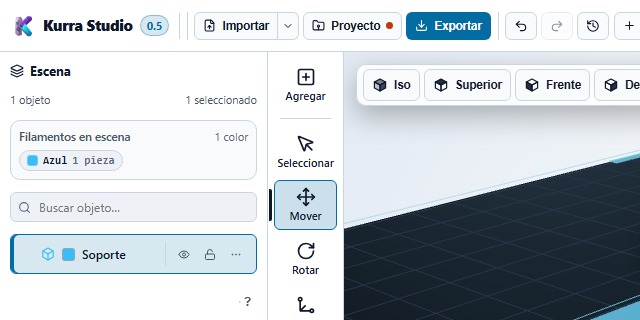 Kurra Studio 0.5 Importar Proyecto Exportar
Escena
1 objeto 1 seleccionado
Filamentos en escena 1 color
Azul 1 pieza
Buscar objeto...
Soporte
?
Agregar
Seleccionar
Mover
Rotar
Iso Superior Frente